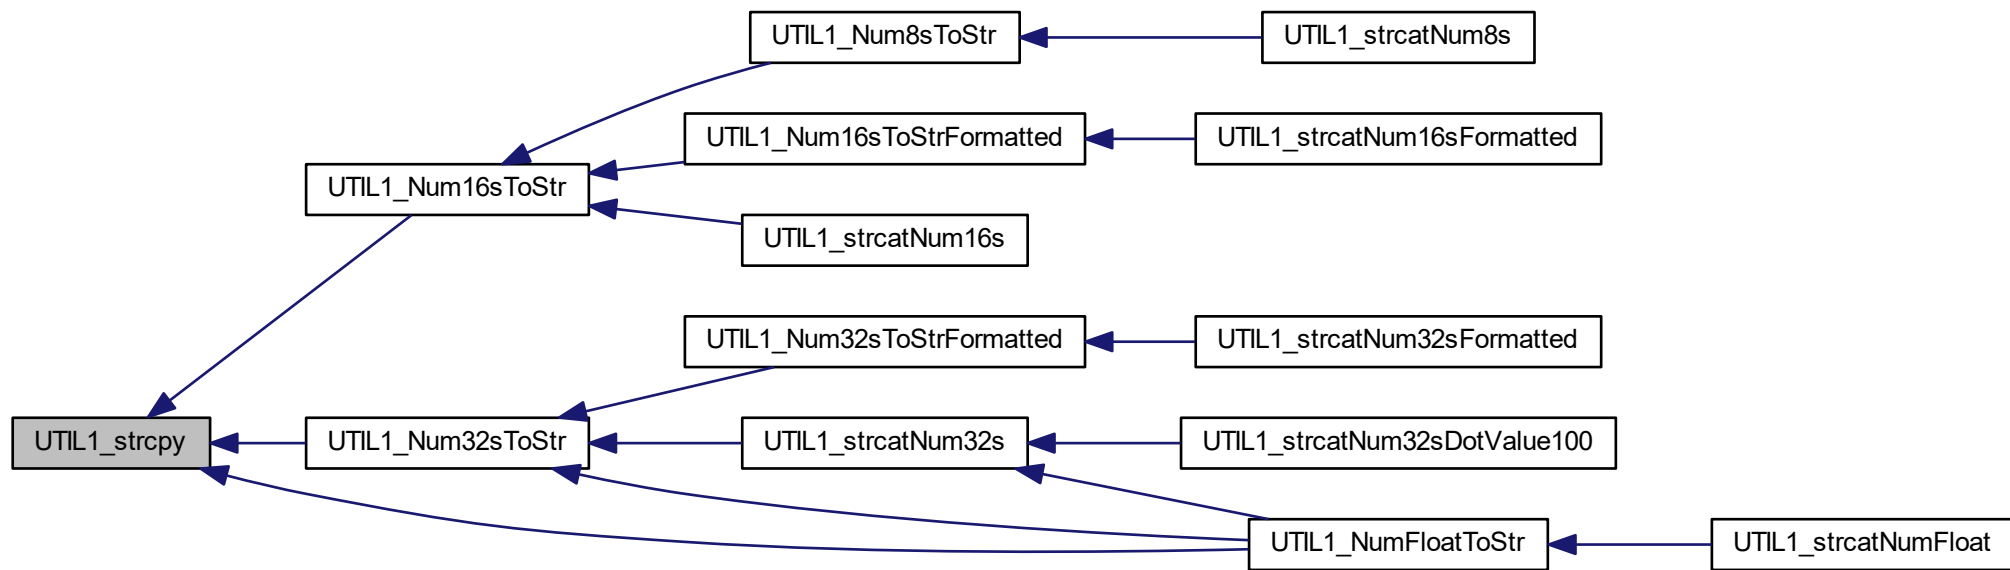 UTIL1_Num8sToStr
UTIL1_strcatNum8s
UTIL1_Num16sToStrFormatted
UTIL1_strcatNum16sFormatted
UTIL1_Num16sToStr
UTIL1_strcatNum16s
UTIL1_Num32sToStrFormatted
UTIL1_strcatNum32sFormatted
UTIL1_strcpy
UTIL1_Num32sToStr
UTIL1_strcatNum32s
UTIL1_strcatNum32sDotValue100
UTIL1_NumFloatToStr
UTIL1_strcatNumFloat